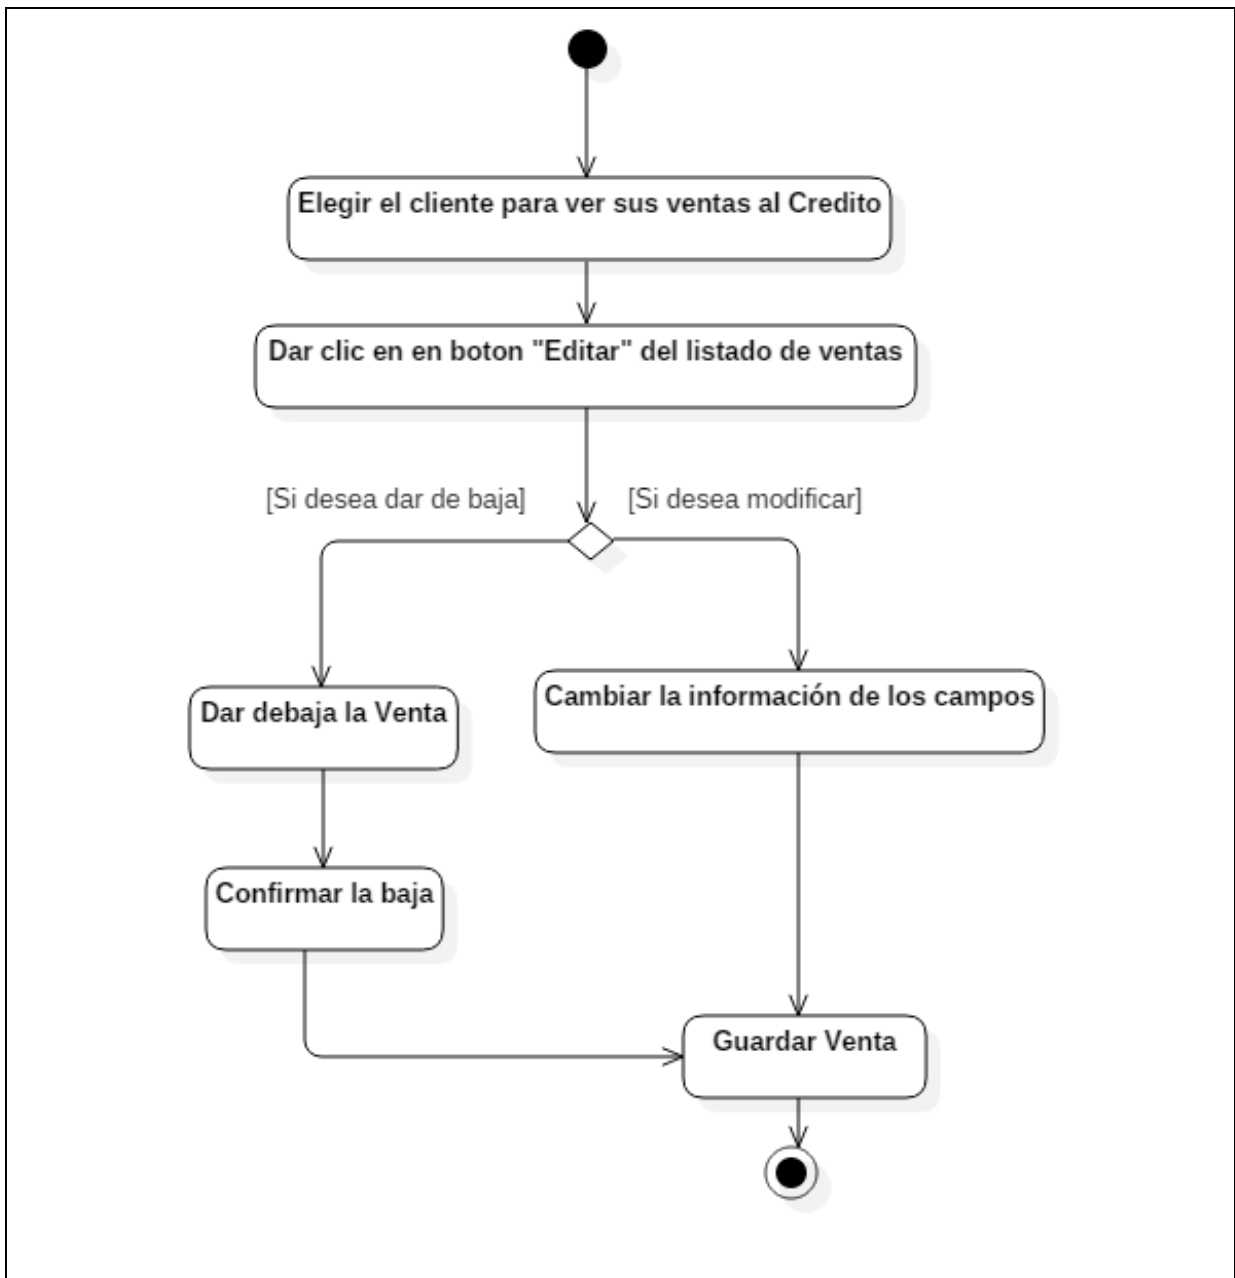 Elegir el cliente para ver sus ventas al Credito
Dar clic en en boton "Editar" del listado de ventas
[Si desea dar de baja]
[Si desea modificar]
Dar debaja la Venta
Cambiar la información de los campos
Confirmar la baja
Guardar Venta